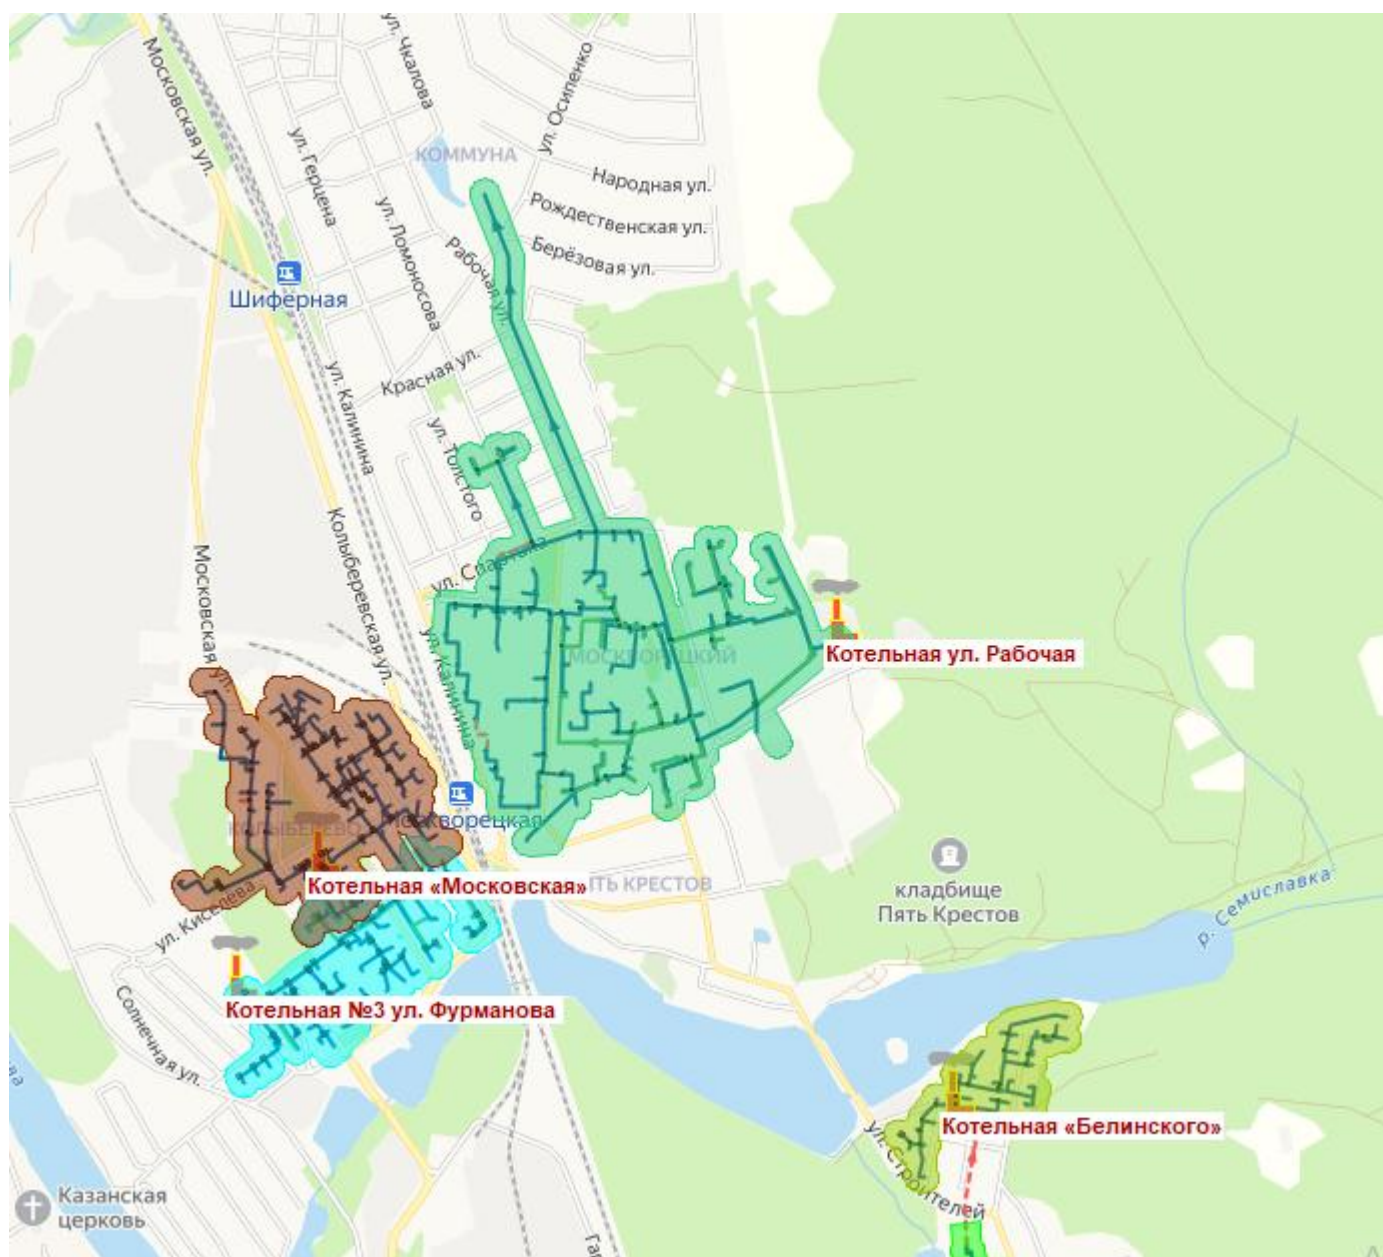 ул. Чкалова
ул. Осипенко
Московская ул.
КОММУНА
ул. Герцена
Народная ул.
Рождественская ул.
Берёзовая ул.
ул. Ломоносова
Рабочая ул.
Шиферная
Красная ул.
ул. Калинина
ул. Толстого
Колыберевская ул.
ул. Спартака
Московская ул.
ул. Калинина
МОСКВОРЕЦКИЙ
Котельная ул. Рабочая
Москворецкая
КОЛЫБЕРЕВО
Котельная «Московская»
ПЯТЬ КРЕСТОВ
кладбище
Пять Крестов
р. Семиславка
ул. Киселёва
Котельная №3 ул. Фурманова
Солнечная ул.
Котельная «Белинского»
ул. Строителей
Казанская
церковь